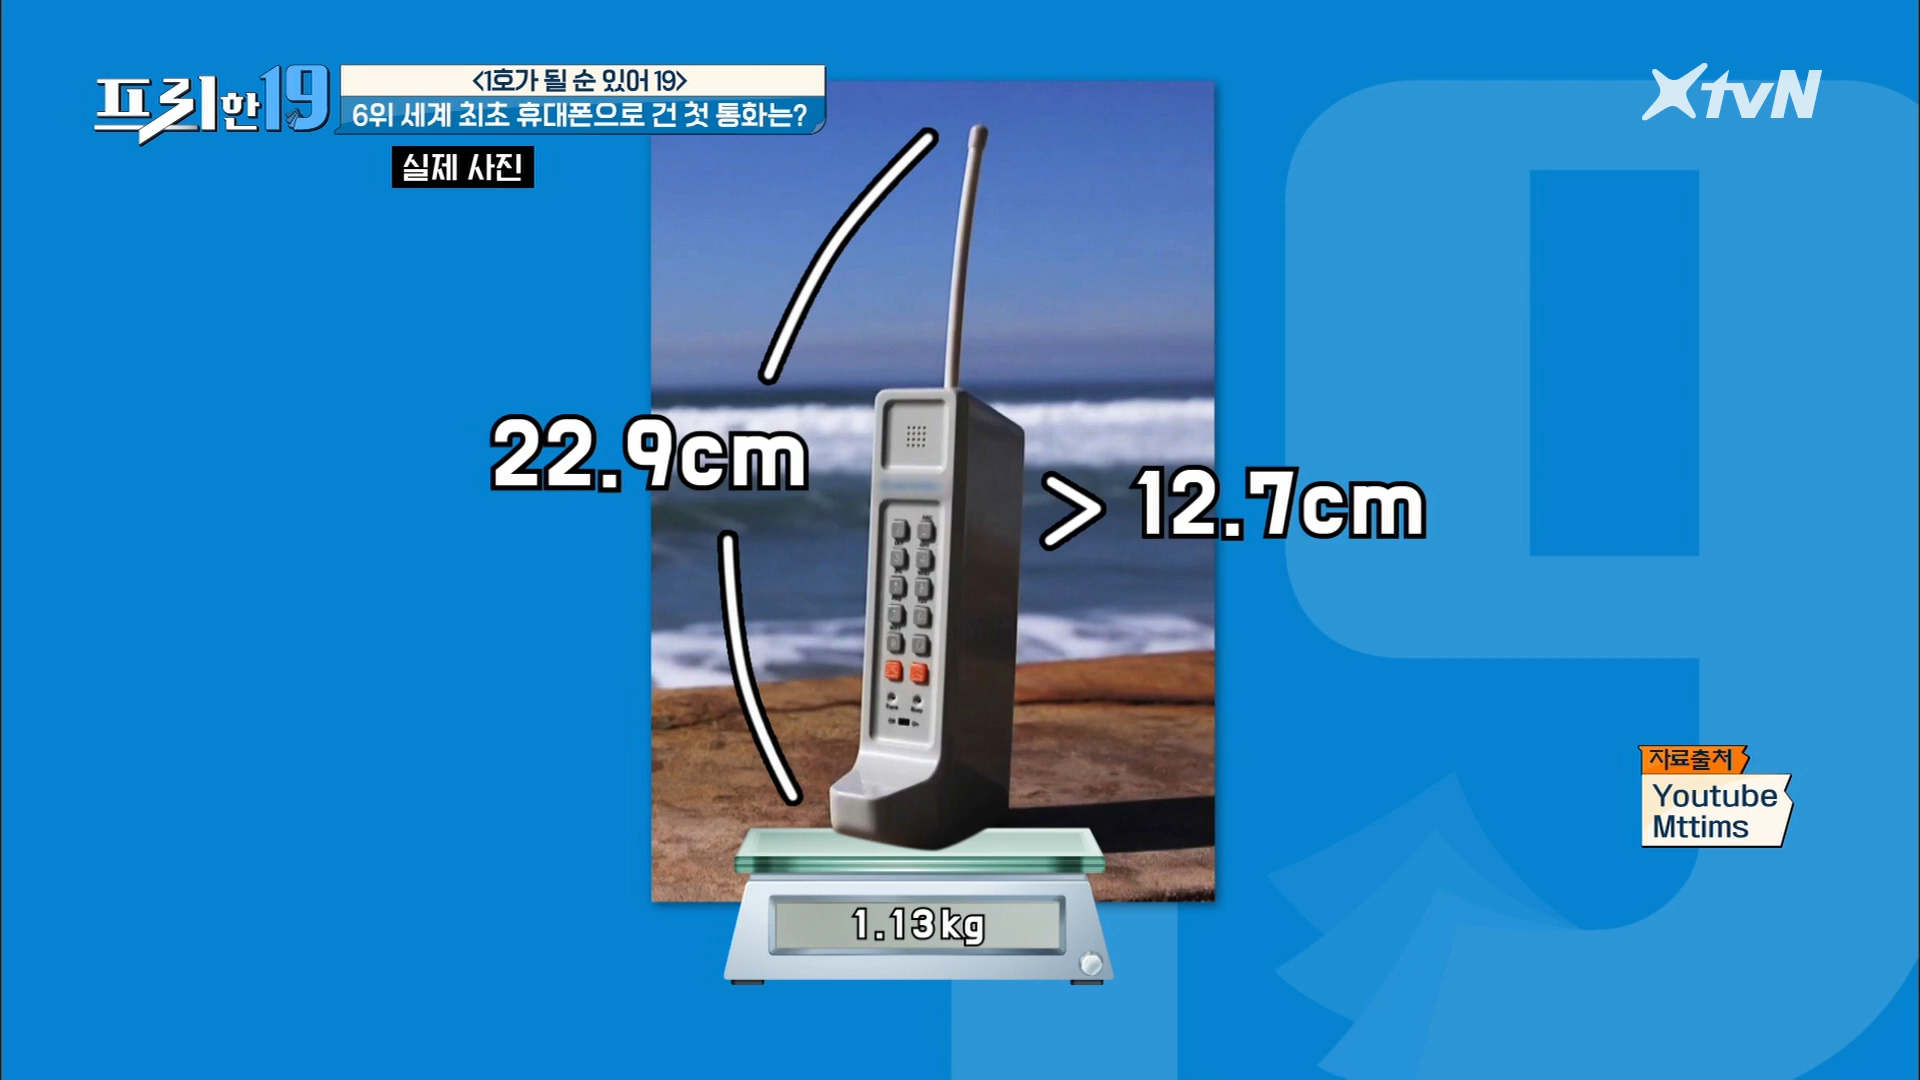 프리한19
<1호가 될 순 있어 19>
6위 세계 최초 휴대폰으로 건 첫 통화는?
XtvN
실제 사진
22.9cm
> 12.7cm
자료출처
Youtube
Mttims
1.13kg